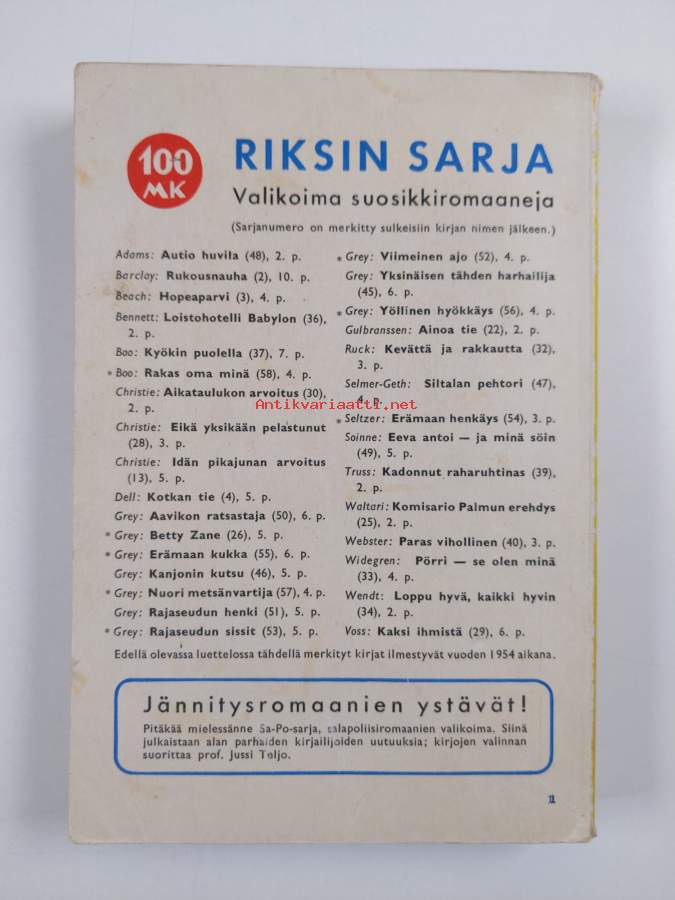 100
MK
RIKSIN SARJA
Valikoima suosikkiromaaneja
(Sarjanumero on merkitty sulkeisiin kirjan nimen jälkeen.)
Adams: Autio huvila (48), 2. p.
Barclay: Rukousnauha (2), 10. p.
Beach: Hopeaparvi (3), 4. p.
Bennett: Loistohotelli Babylon (36),
2. p.
Boo: Kyökin puolella (37), 7. p.
* Boo: Rakas oma minä (58), 4. p.
Christie: Aikataulukon arvoitus (30),
2. p.
Christie: Eikä yksikään pelastunut
(28), 3. p.
Christie: Idän pikajunan arvoitus
(13), 5. p.
Dell: Kotkan tie (4), 5. p.
Grey: Aavikon ratsastaja (50), 6. p.
* Grey: Betty Zane (26), 5. p.
* Grey: Erämaan kukka (55), 6. p.
Grey: Kanjonin kutsu (46), 5. p.
* Grey: Nuori metsänvartija (57), 4. p.
Grey: Rajaseudun henki (51), 5. p.
* Grey: Rajaseudun sissit (53), 5. p.
* Grey: Viimeinen ajo (52), 4. p.
Grey: Yksinäisen tähden harhailija
(45), 6. p.
* Grey: Yöllinen hyökkäys (56), 4. p.
Gulbranssen: Ainoa tie (22), 2. p.
Ruck: Kevättä ja rakkautta (32),
3. p.
Selmer-Geth: Siltalan pehtori (47),
4. p.
* Seltzer: Erämaan henkäys (54), 3. p.
Soinne: Eeva antoi — ja minä söin
(49), 5. p.
Truss: Kadonnut raharuhtinas (39),
2. p.
Waltari: Komisario Palmun erehdys
(25), 2. p.
Webster: Paras vihollinen (40), 3. p.
Widegren: Pörri — se olen minä
(33), 4. p.
Wendt: Loppu hyvä, kaikki hyvin
(34), 2. p.
Voss: Kaksi ihmistä (29), 6. p.
Antikvariaatti.net
Edellä olevassa luettelossa tähdellä merkityt kirjat ilmestyvät vuoden 1954 aikana.
Jännitysromaanien ystävät!
Pitäkää mielessänne Sa-Po-sarja, salapoliisiromaanien valikoima. Siinä
julkaistaan alan parhaiden kirjailijoiden uutuuksia; kirjojen valinnan
suorittaa prof. Jussi Teljo.
11